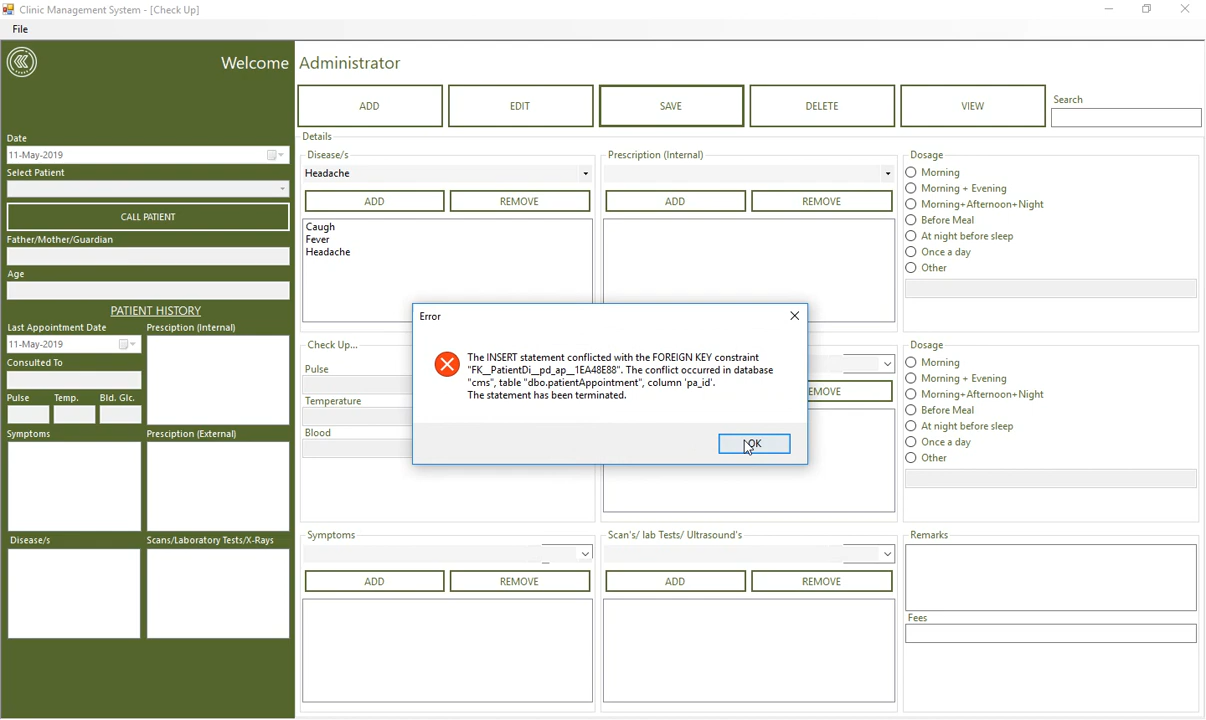 Clinic Management System - [Check Up]
File
Welcome Administrator
ADD
EDIT
SAVE
DELETE
VIEW
Search
Date
11-May-2019
Select Patient
CALL PATIENT
Father/Mother/Guardian
Age
PATIENT HISTORY
Last Appointment Date
Presciption (Internal)
11-May-2019
Consulted To
Pulse
Temp.
Bld. Glc.
Symptoms
Presciption (External)
Disease/s
Scans/Laboratory Tests/X-Rays
Details
Disease/s
Headache
ADD
REMOVE
Caugh
Fever
Headache
Prescription (Internal)
ADD
REMOVE
Dosage
Morning
Morning + Evening
Morning+Afternoon+Night
Before Meal
At night before sleep
Once a day
Other
Error
The INSERT statement conflicted with the FOREIGN KEY constraint
"FK__PatientDi__pd_ap__1EA48E88". The conflict occurred in database
"cms", table "dbo.patientAppointment", column 'pa_id'.
The statement has been terminated.
OK
Check Up...
Pulse
Temperature
Blood
EMOVE
Dosage
Morning
Morning + Evening
Morning+Afternoon+Night
Before Meal
At night before sleep
Once a day
Other
Symptoms
ADD
REMOVE
Scan's/ lab Tests/ Ultrasound's
ADD
REMOVE
Remarks
Fees